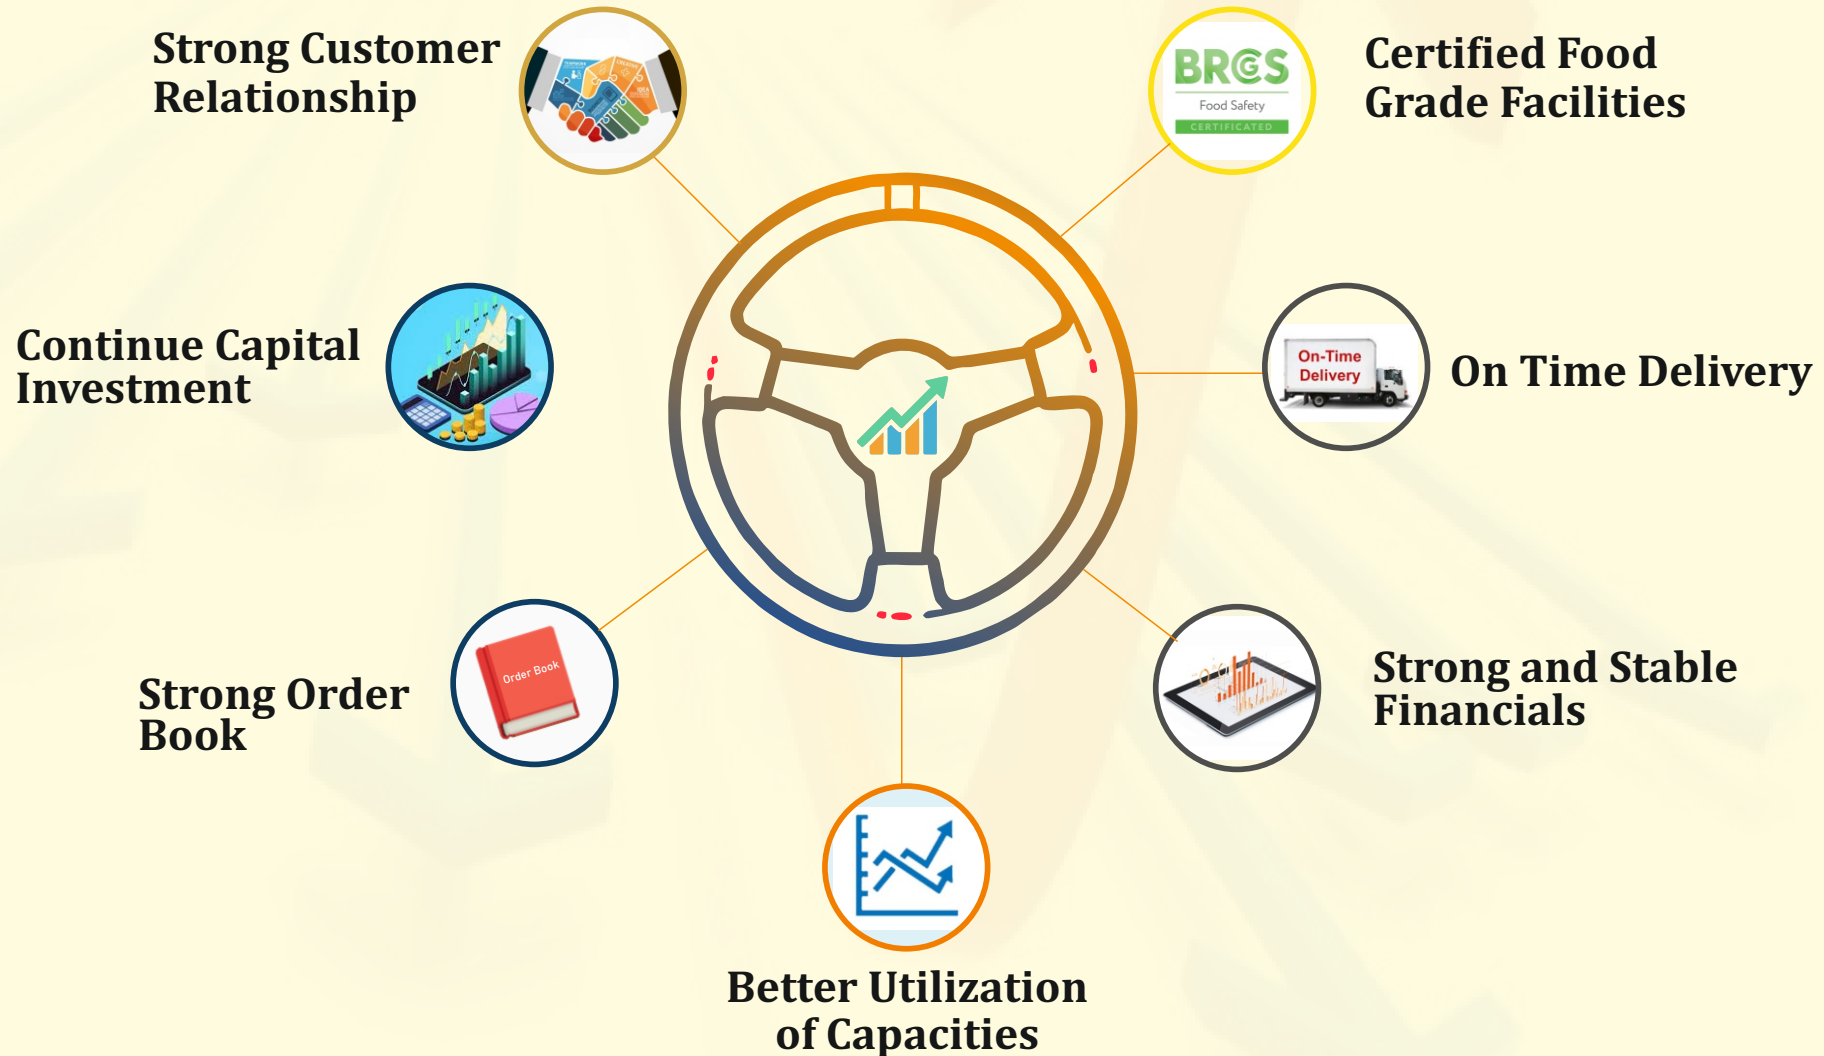 Strong Customer
Relationship
BRCGS
Food Safety
CERTIFICATED
Certified Food
Grade Facilities
Continue Capital
Investment
On-Time
Delivery
On Time Delivery
Strong Order
Book
Order Book
Strong and Stable
Financials
Better Utilization
of Capacities